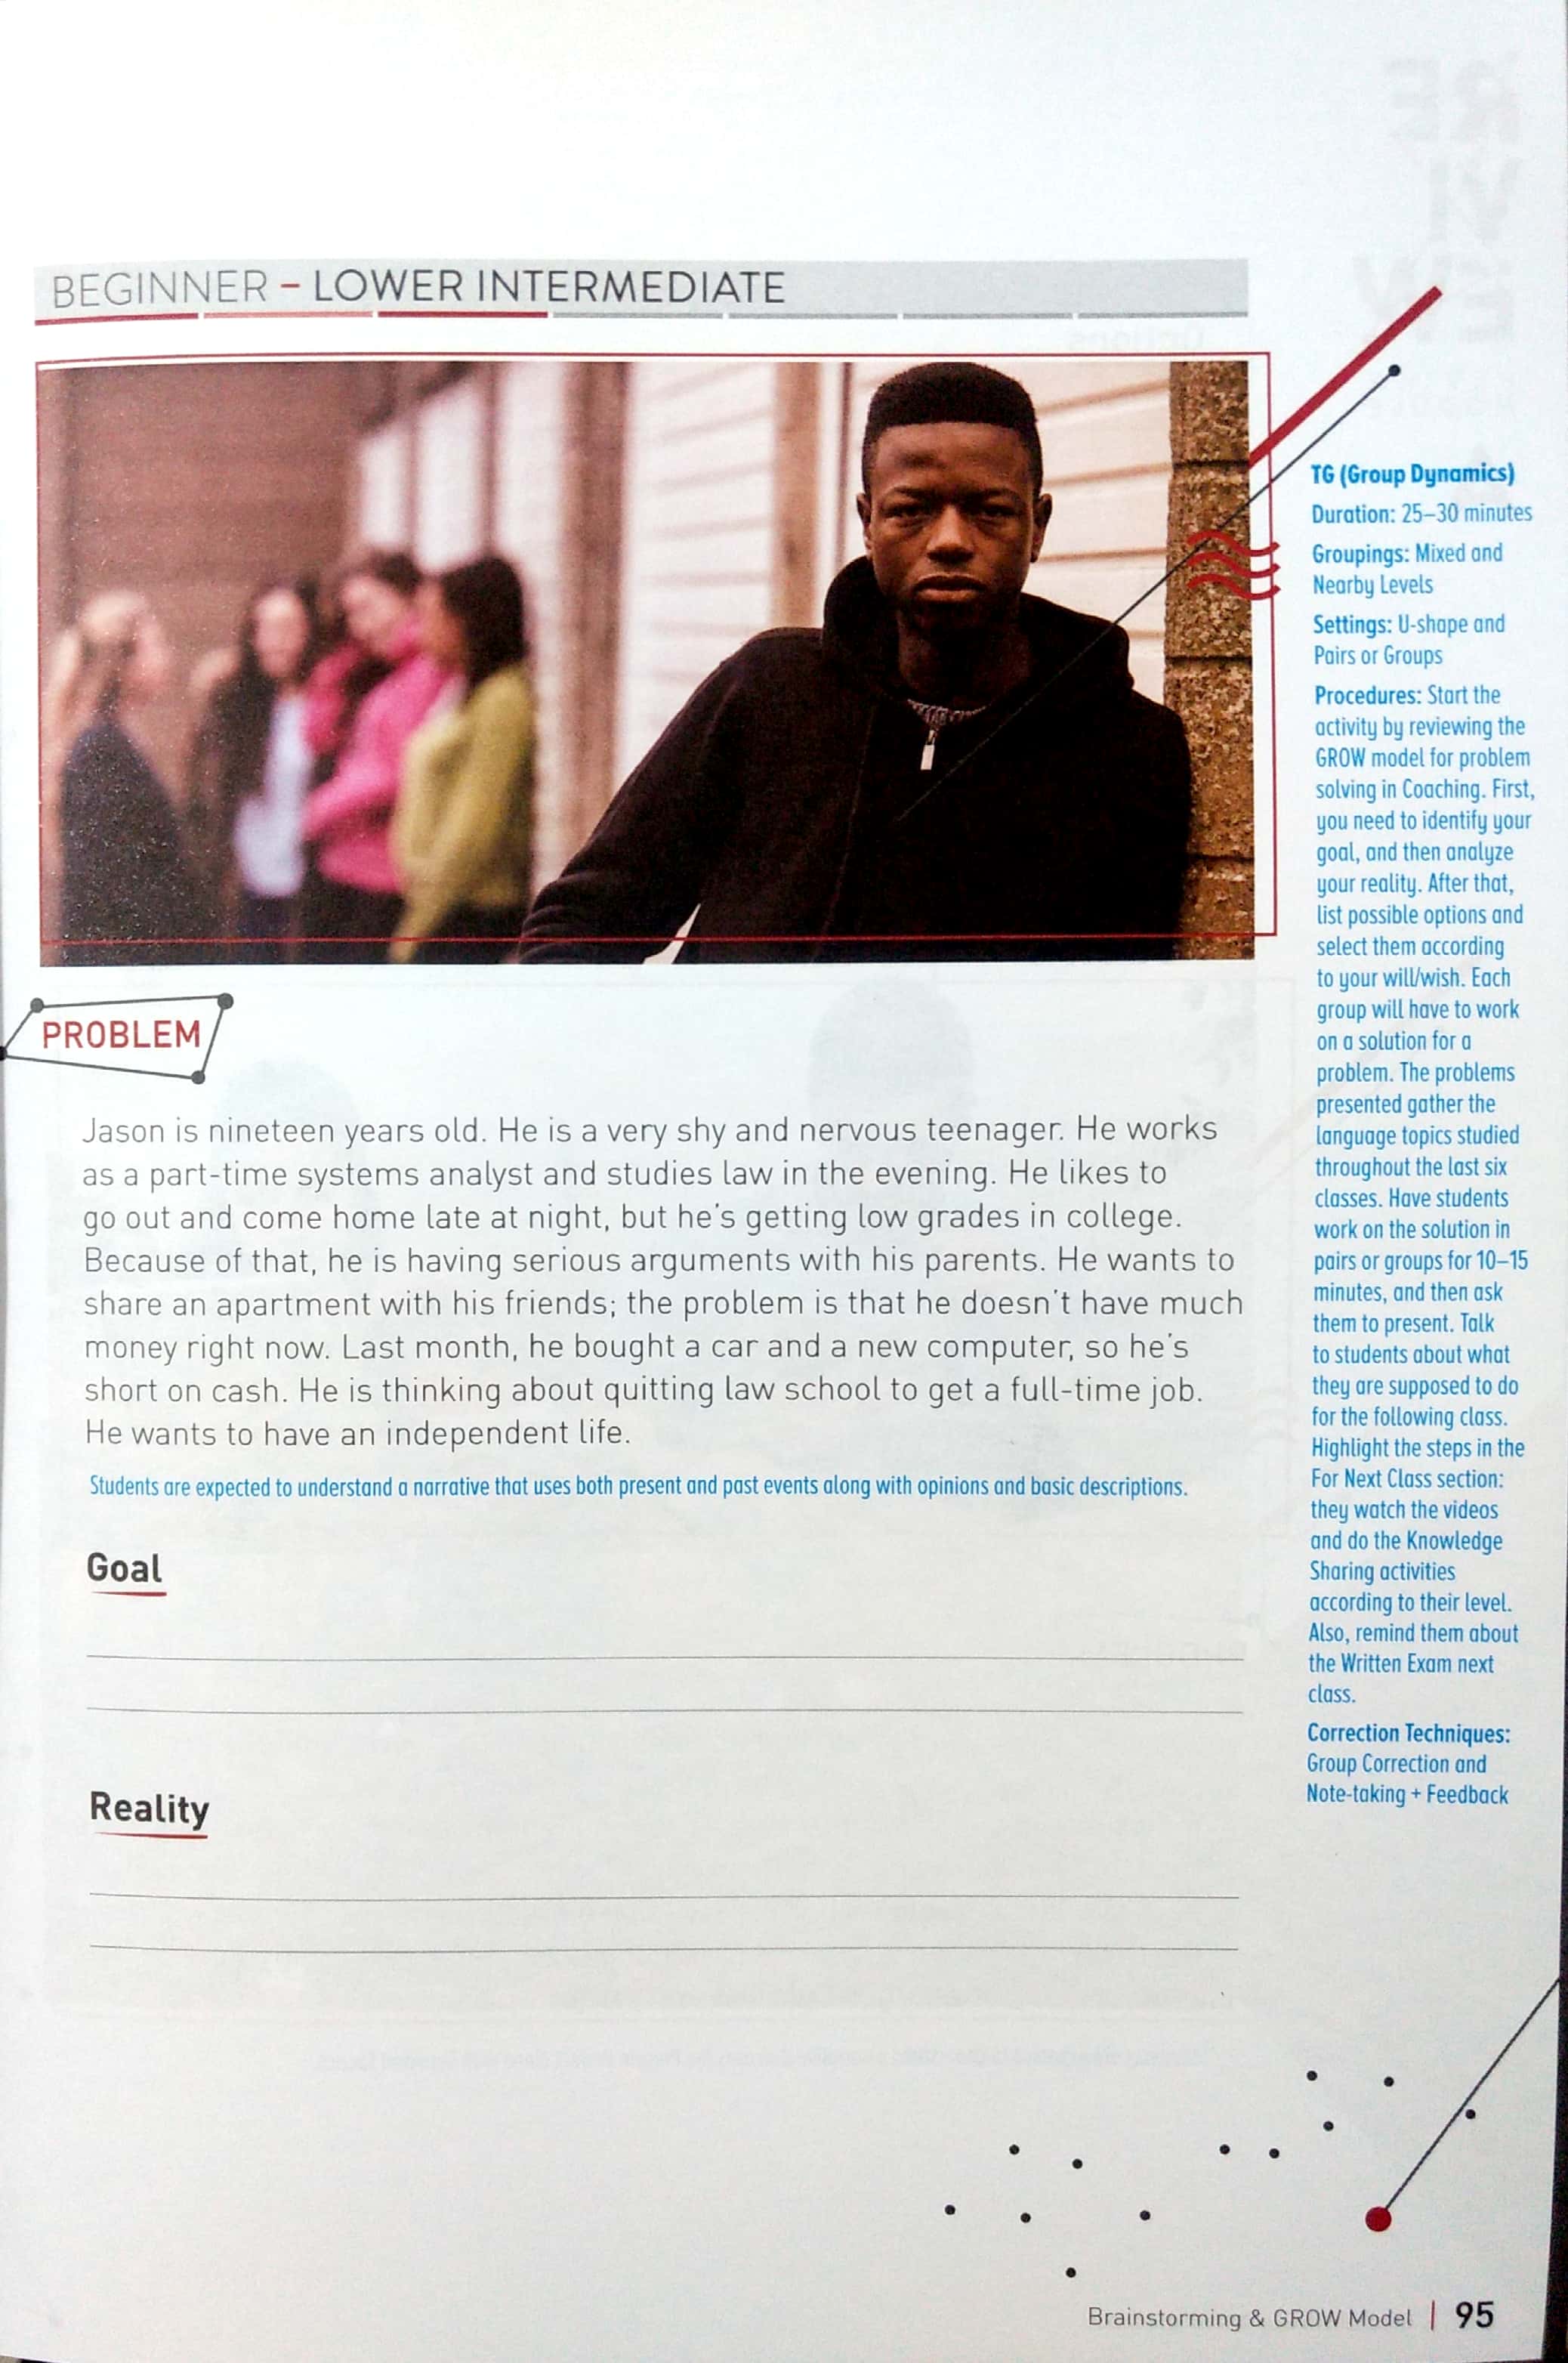 BEGINNER – LOWER INTERMEDIATE
PROBLEM
Jason is nineteen years old. He is a very shy and nervous teenager. He works
as a part-time systems analyst and studies law in the evening. He likes to
go out and come home late at night, but he's getting low grades in college.
Because of that, he is having serious arguments with his parents. He wants to
share an apartment with his friends; the problem is that he doesn't have much
money right now. Last month, he bought a car and a new computer, so he's
short on cash. He is thinking about quitting law school to get a full-time job.
He wants to have an independent life.
Students are expected to understand a narrative that uses both present and past events along with opinions and basic descriptions.
Goal
Reality
TG (Group Dynamics)
Duration: 25–30 minutes
Groupings: Mixed and
Nearby Levels
Settings: U-shape and
Pairs or Groups
Procedures: Start the
activity by reviewing the
GROW model for problem
solving in Coaching. First,
you need to identify your
goal, and then analyze
your reality. After that,
list possible options and
select them according
to your will/wish. Each
group will have to work
on a solution for a
problem. The problems
presented gather the
language topics studied
throughout the last six
classes. Have students
work on the solution in
pairs or groups for 10–15
minutes, and then ask
them to present. Talk
to students about what
they are supposed to do
for the following class.
Highlight the steps in the
For Next Class section:
they watch the videos
and do the Knowledge
Sharing activities
according to their level.
Also, remind them about
the Written Exam next
class.
Correction Techniques:
Group Correction and
Note-taking + Feedback
Brainstorming & GROW Model | 95